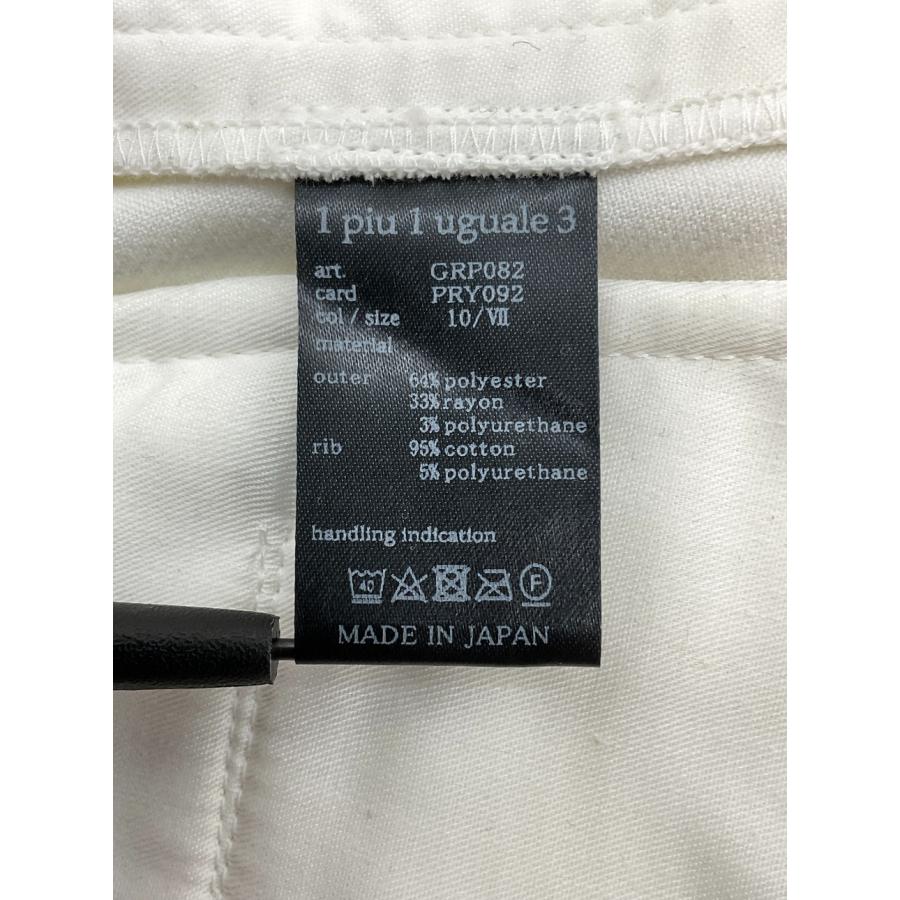 1 piu 1 uguale 3
art. GRP082
card PRY092
col / size 10/Ⅶ
material
outer 64% polyester
33% rayon
3% polyurethane
rib 95% cotton
5% polyurethane
handling indication
40 F
MADE IN JAPAN